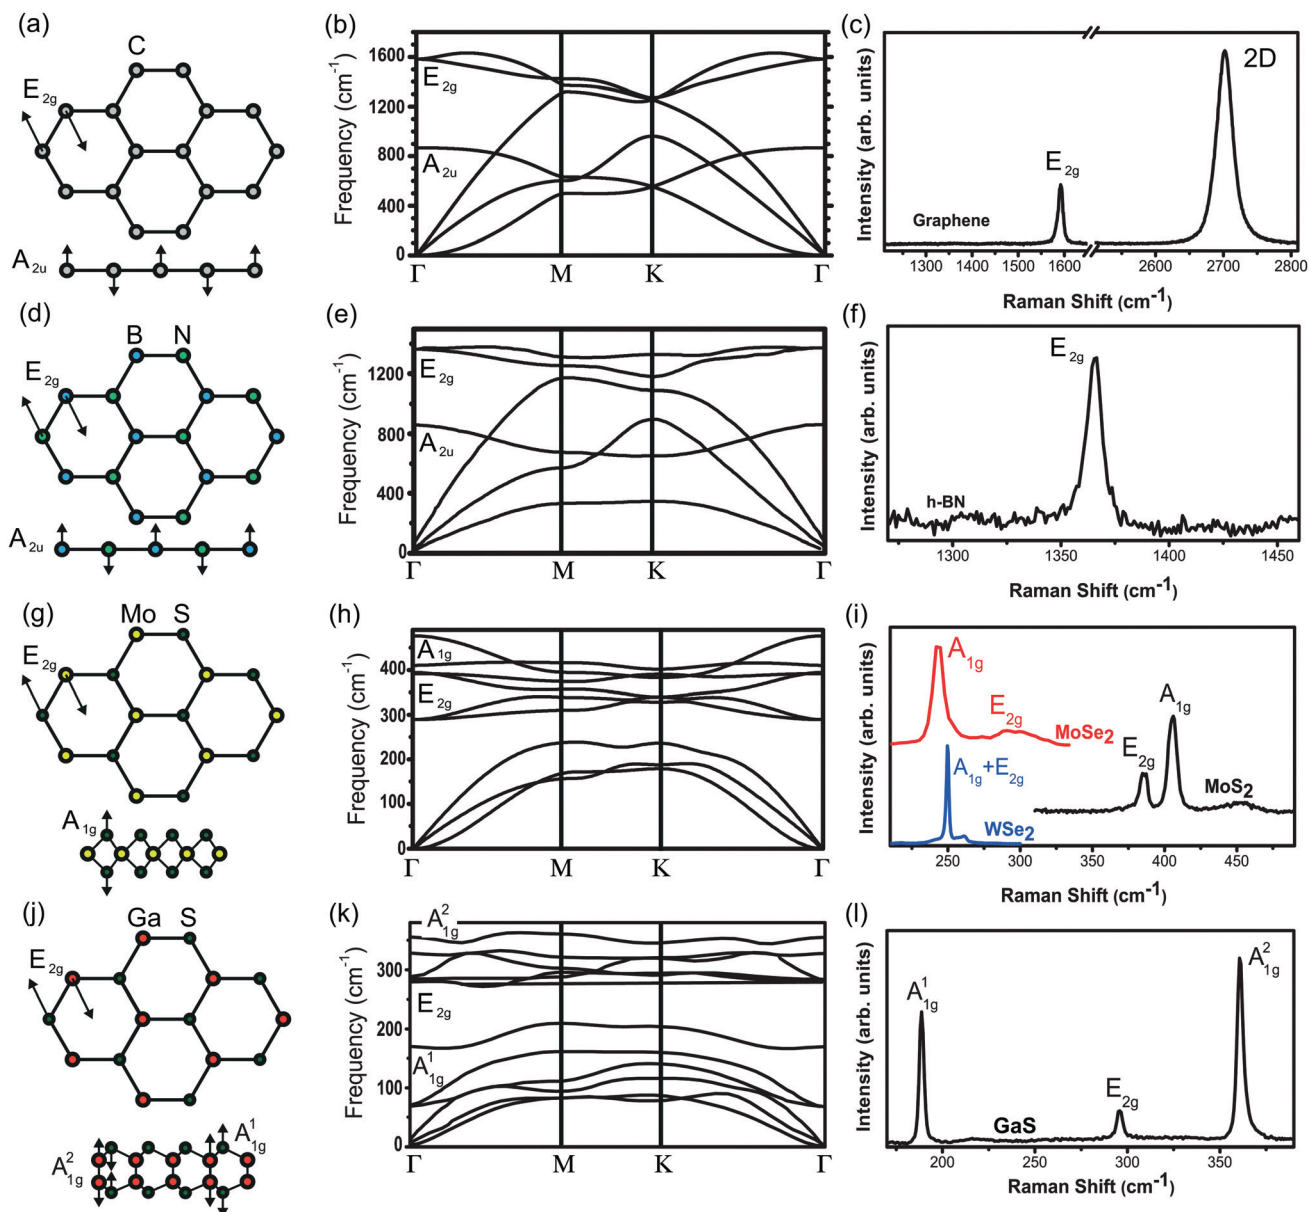 (a)
C
E2g
A2u
(b)
Frequency (cm-1)
1600
1200
800
400
0
E2g
A2u
Γ M K Γ
(c)
Intensity (arb. units)
2D
E2g
Graphene
1300 1400 1500 1600 2600 2700 2800
Raman Shift (cm-1)
(d)
B N
E2g
A2u
(e)
Frequency (cm-1)
1200
800
400
0
E2g
A2u
Γ M K Γ
(f)
Intensity (arb. units)
E2g
h-BN
1300 1350 1400 1450
Raman Shift (cm-1)
(g)
Mo S
E2g
A1g
(h)
Frequency (cm-1)
400
300
200
100
0
A1g
E2g
Γ M K Γ
(i)
Intensity (arb. units)
A1g
E2g
MoSe2
A1g+E2g
WSe2
E2g
A1g
MoS2
250 300 350 400 450
Raman Shift (cm-1)
(j)
Ga S
E2g
A1g1
A1g2
(k)
Frequency (cm-1)
300
200
100
0
A1g2
E2g
A1g1
Γ M K Γ
(l)
Intensity (arb. units)
A1g1
E2g
A1g2
GaS
200 250 300 350
Raman Shift (cm-1)